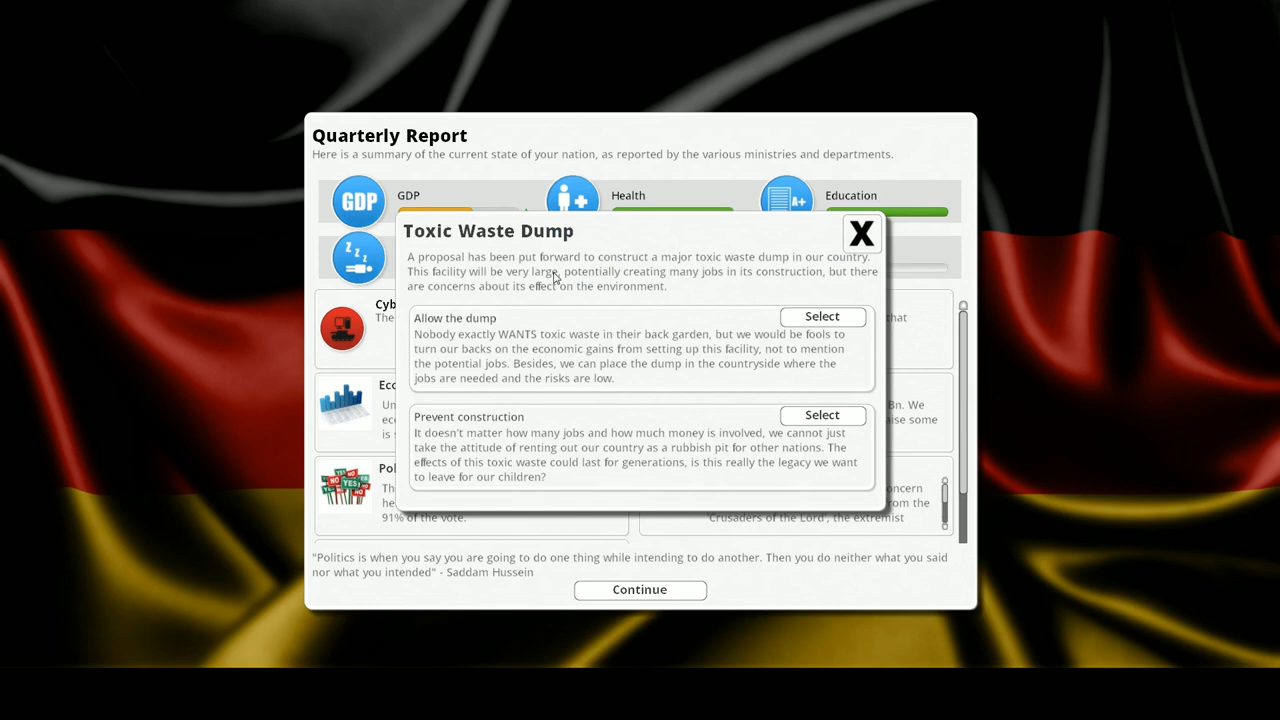 Quarterly Report
Here is a summary of the current state of your nation, as reported by the various ministries and departments.
GDP
GDP
Health
A+
Education
Z Z Z
Toxic Waste Dump
X
A proposal has been put forward to construct a major toxic waste dump in our country.
This facility will be very large, potentially creating many jobs in its construction, but there
are concerns about its effect on the environment.
Allow the dump
Select
Nobody exactly WANTS toxic waste in their back garden, but we would be fools to
turn our backs on the economic gains from setting up this facility, not to mention
the potential jobs. Besides, we can place the dump in the countryside where the
jobs are needed and the risks are low.
Prevent construction
Select
It doesn't matter how many jobs and how much money is involved, we cannot just
take the attitude of renting out our country as a rubbish pit for other nations. The
effects of this toxic waste could last for generations, is this really the legacy we want
to leave for our children?
Cyb
The
that
Eco
Un
Bn. We
eco
aise some
is s
NO YES NO
Pol
Th
oncern
he
rom the
91% of the vote.
'Crusaders of the Lord', the extremist
"Politics is when you say you are going to do one thing while intending to do another. Then you do neither what you said
nor what you intended" - Saddam Hussein
Continue